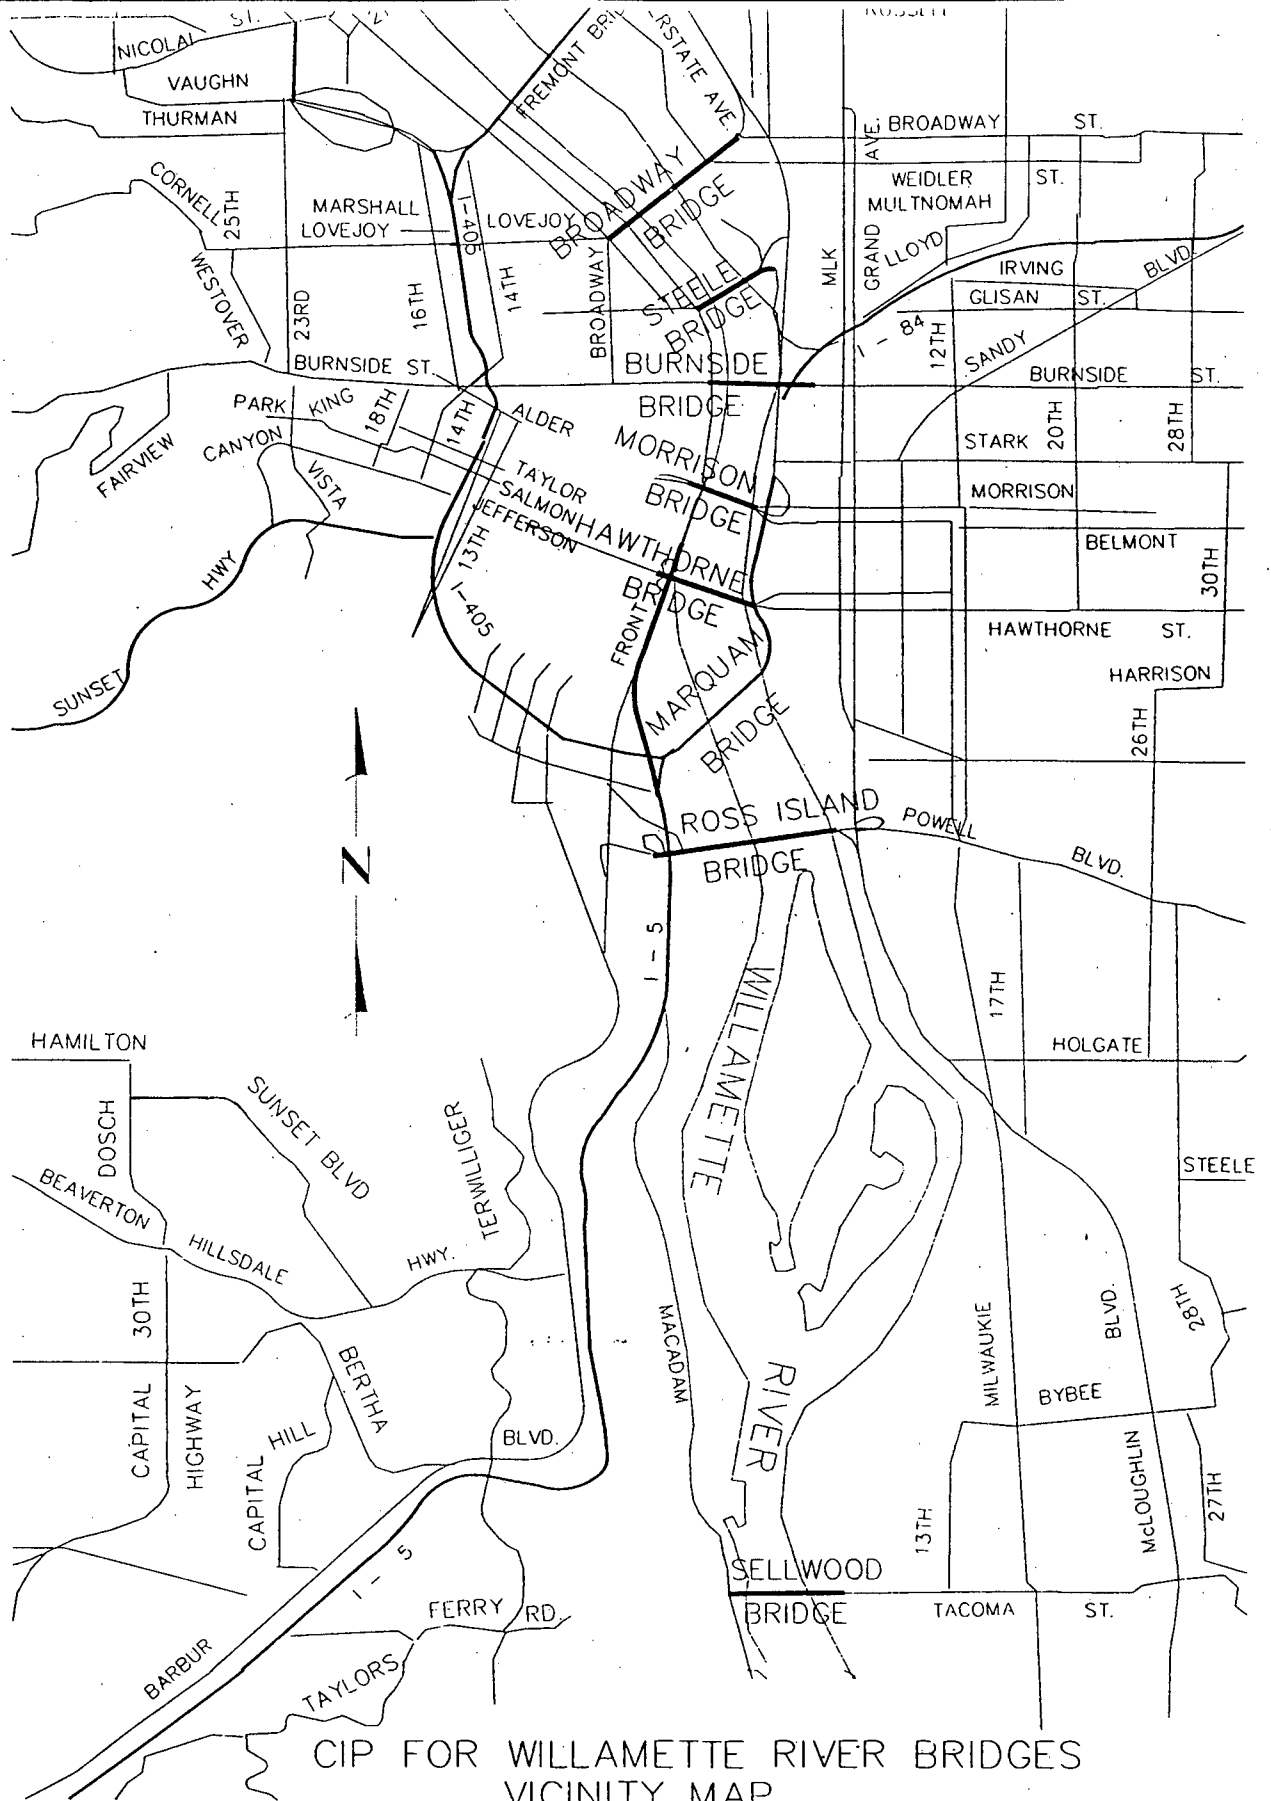 ST.
NICOLAI
VAUGHN
THURMAN
FREMONT
AVE.
AVE.
BROADWAY ST.
WEIDLER ST.
MULTNOMAH
CORNELL
25TH
MARSHALL
LOVEJOY
LOVEJOY
I-405
BROADWAY
BRIDGE
LLOYD
GRAND
MLK
IRVING
BLVD.
WESTOVER
23RD
16TH
14TH
BROADWAY
STEELE
BRIDGE
GLISAN ST.
I - 84
12TH
SANDY
BURNSIDE ST.
BURNSIDE
BRIDGE
BURNSIDE ST.
PARK
KING
18TH
14TH
ALDER
FAIRVIEW
CANYON
VISTA
MORRISON
BRIDGE
STARK
20TH
28TH
TAYLOR
SALMON
JEFFERSON
MORRISON
HAWTHORNE
BRIDGE
BELMONT
HWY
13TH
30TH
I-405
FRONT
HAWTHORNE ST.
SUNSET
MARQUAM
BRIDGE
HARRISON
26TH
N
ROSS ISLAND
BRIDGE
POWELL
BLVD.
I - 5
WILLAMETTE
17TH
HAMILTON
HOLGATE
DOSCH
SUNSET BLVD
TERWILLIGER
BEAVERTON
HILLSDALE
HWY.
STEELE
30TH
MACADAM
MILWAUKIE
BLVD.
28TH
CAPITAL
HIGHWAY
BERTHA
RIVER
BYBEE
CAPITAL
HILL
BLVD.
McLOUGHLIN
13TH
27TH
I - 5
SELLWOOD
BRIDGE
TACOMA ST.
FERRY RD.
BARBUR
TAYLORS
CIP FOR WILLAMETTE RIVER BRIDGES
VICINITY MAP